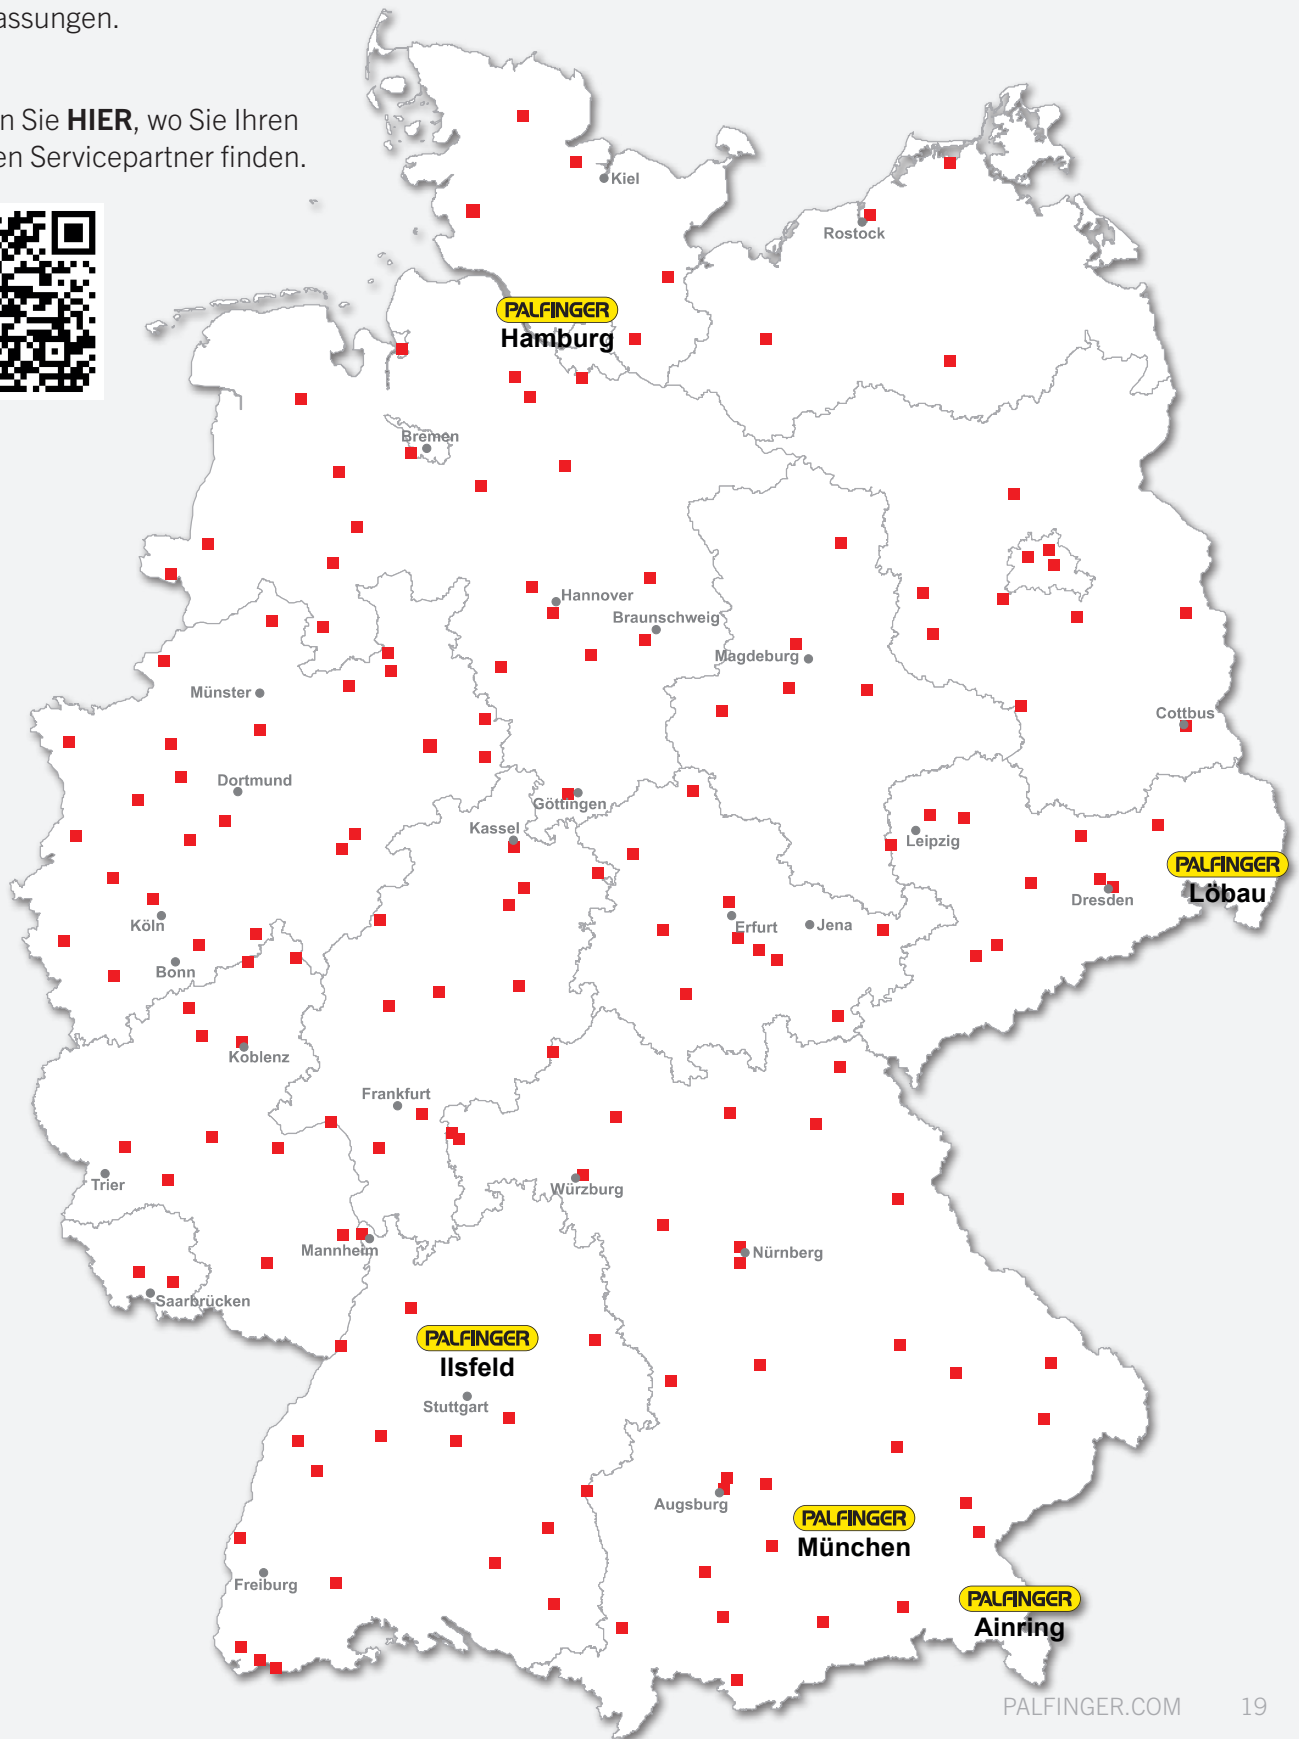 assungen.
n Sie HIER, wo Sie Ihren
en Servicepartner finden.
Kiel
Rostock
PALFINGER
Hamburg
Bremen
Hannover
Braunschweig
Magdeburg
Münster
Cottbus
Dortmund
Göttingen
Kassel
Leipzig
PALFINGER
Löbau
Dresden
Köln
Erfurt
Jena
Bonn
Koblenz
Frankfurt
Trier
Würzburg
Mannheim
Nürnberg
Saarbrücken
PALFINGER
Ilsfeld
Stuttgart
Augsburg
PALFINGER
München
Freiburg
PALFINGER
Ainring
PALFINGER.COM 19